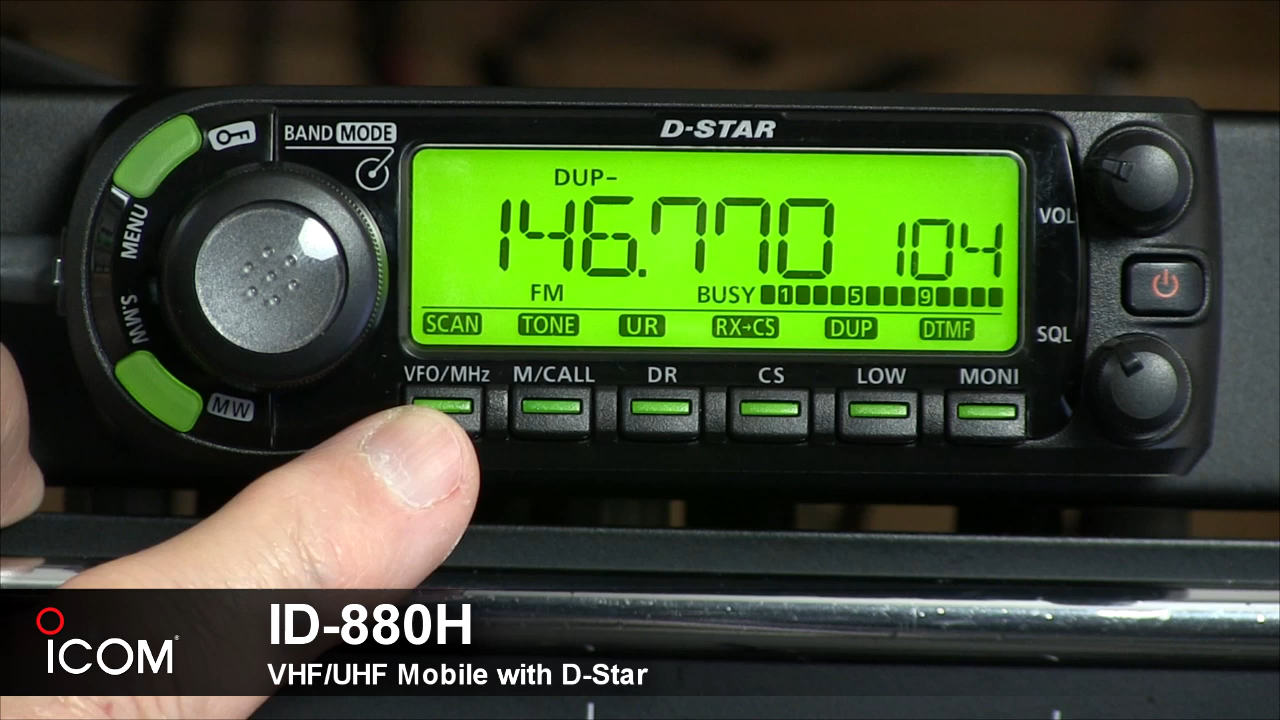 D-STAR
BAND MODE
DUP-
MENU
146.770 104
VOL
M.W'S
FM BUSY 1 5 9
SCAN TONE UR RX→CS DUP DTMF
SQL
VFO/MHz M/CALL DR CS LOW MONI
MW
ICOM®
ID-880H
VHF/UHF Mobile with D-Star